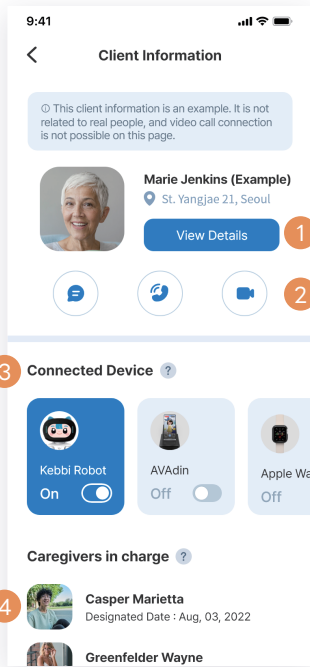 9:41
Client Information
ⓘ This client information is an example. It is not
related to real people, and video call connection
is not possible on this page.
Marie Jenkins (Example)
St. Yangjae 21, Seoul
View Details
1
2
3
Connected Device ?
Kebbi Robot
On
AVAdin
Off
Apple Wa
Off
Caregivers in charge ?
4
Casper Marietta
Designated Date : Aug, 03, 2022
Greenfelder Wayne